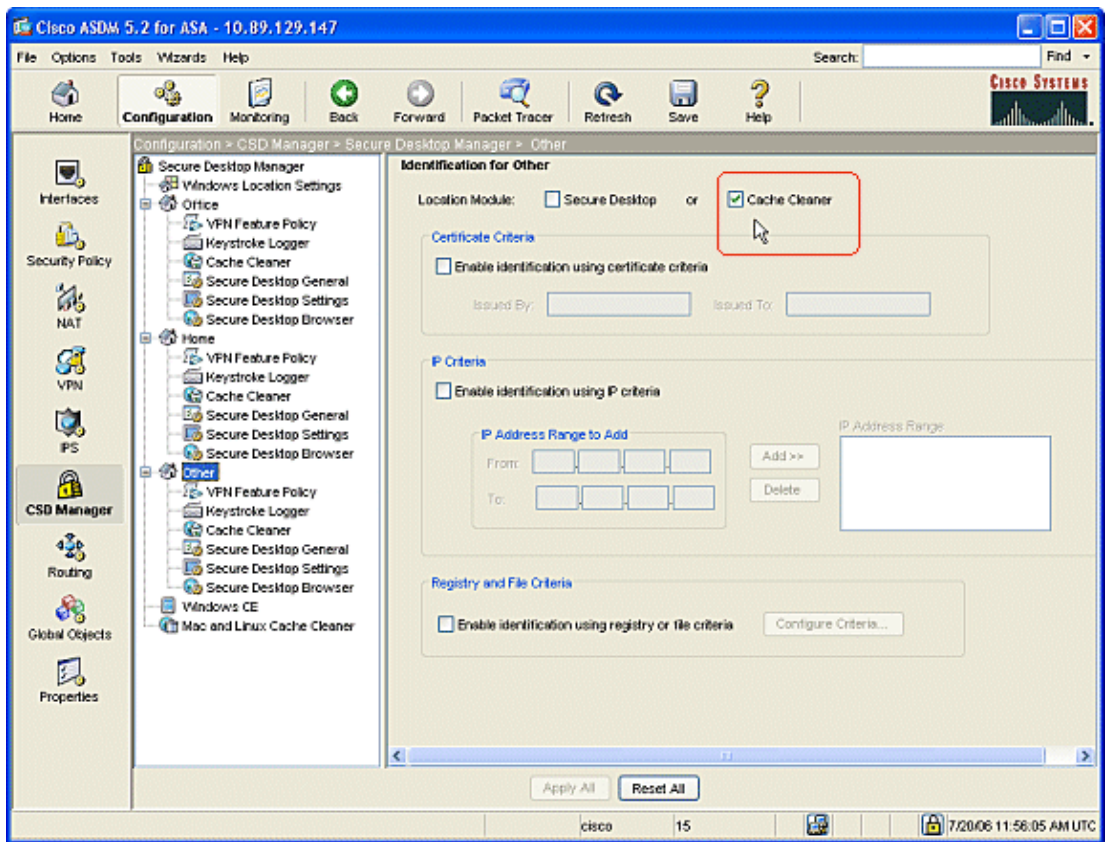 Cisco ASDM 5.2 for ASA - 10.89.129.147
File Options Tools Wizards Help Search: Find
Home Configuration Monitoring Back Forward Packet Tracer Refresh Save Help
CISCO SYSTEMS
Configuration > CSD Manager > Secure Desktop Manager > Other
Interfaces
Security Policy
NAT
VPN
IPS
CSD Manager
Routing
Global Objects
Properties
Secure Desktop Manager
Windows Location Settings
Office
VPN Feature Policy
Keystroke Logger
Cache Cleaner
Secure Desktop General
Secure Desktop Settings
Secure Desktop Browser
Home
VPN Feature Policy
Keystroke Logger
Cache Cleaner
Secure Desktop General
Secure Desktop Settings
Secure Desktop Browser
Other
VPN Feature Policy
Keystroke Logger
Cache Cleaner
Secure Desktop General
Secure Desktop Settings
Secure Desktop Browser
Windows CE
Mac and Linux Cache Cleaner
Identification for Other
Location Module: Secure Desktop or Cache Cleaner
Certificate Criteria
Enable identification using certificate criteria
Issued By: Issued To:
IP Criteria
Enable identification using IP criteria
IP Address Range to Add
From:
To:
Add >>
Delete
IP Address Range
Registry and File Criteria
Enable identification using registry or file criteria Configure Criteria...
Apply All Reset All
cisco 15 7/20/06 11:56:05 AM UTC